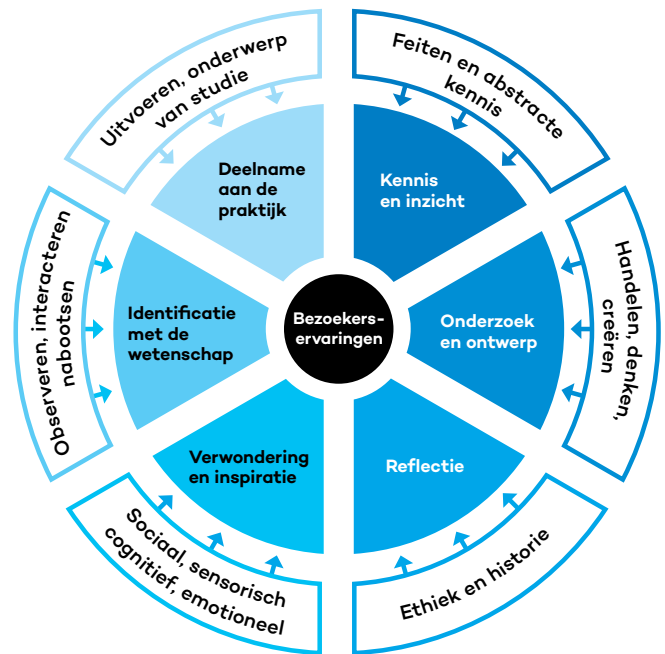 Uitvoeren, onderwerp
van studie
Feiten en abstracte
kennis
Deelname
aan de
praktijk
Kennis
en inzicht
Observeren, interacteren
nabootsen
Identificatie
met de
wetenschap
Bezoekers-
ervaringen
Onderzoek
en ontwerp
Handelen, denken,
creëren
Verwondering
en inspiratie
Reflectie
Sociaal, sensorisch
cognitief, emotioneel
Ethiek en historie